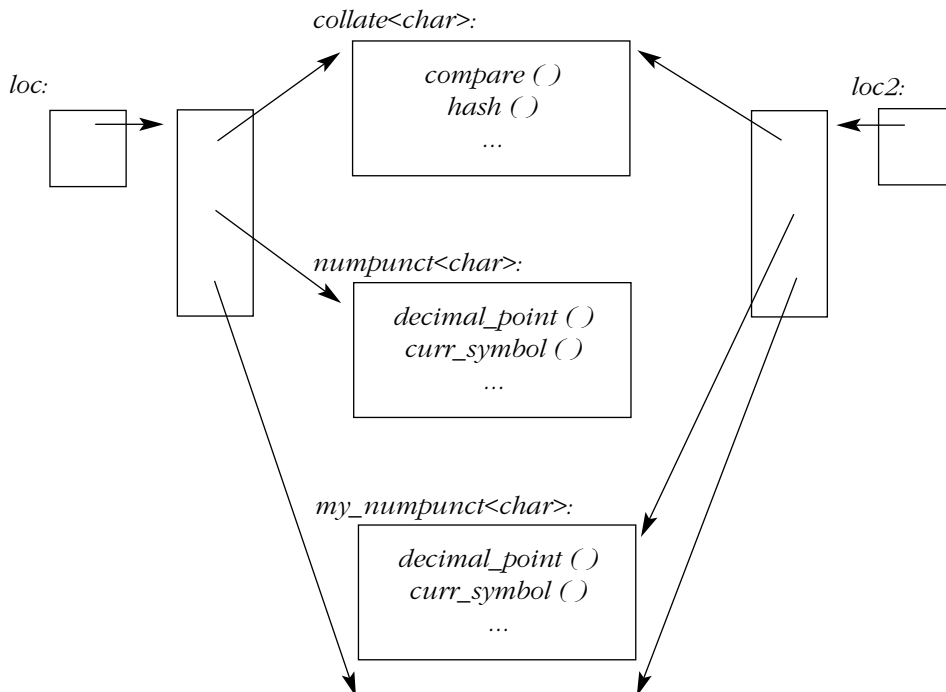 collate<char>:
loc:
compare ( )
hash ( )
...
loc2:
numpunct<char>:
decimal_point ( )
curr_symbol ( )
...
my_numpunct<char>:
decimal_point ( )
curr_symbol ( )
...